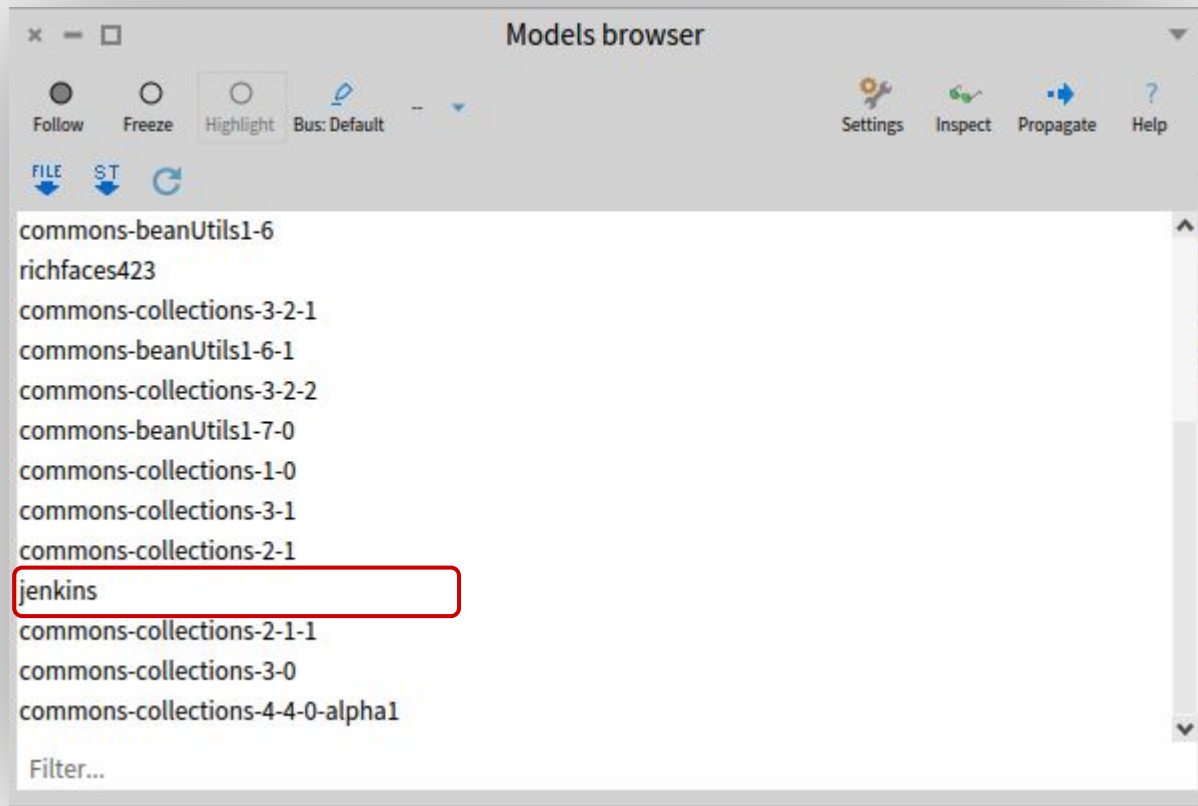 Models browser
Follow Freeze Highlight Bus: Default - Settings Inspect Propagate ? Help
FILE ST
commons-beanUtils1-6
richfaces423
commons-collections-3-2-1
commons-beanUtils1-6-1
commons-collections-3-2-2
commons-beanUtils1-7-0
commons-collections-1-0
commons-collections-3-1
commons-collections-2-1
jenkins
commons-collections-2-1-1
commons-collections-3-0
commons-collections-4-4-0-alpha1
Filter...